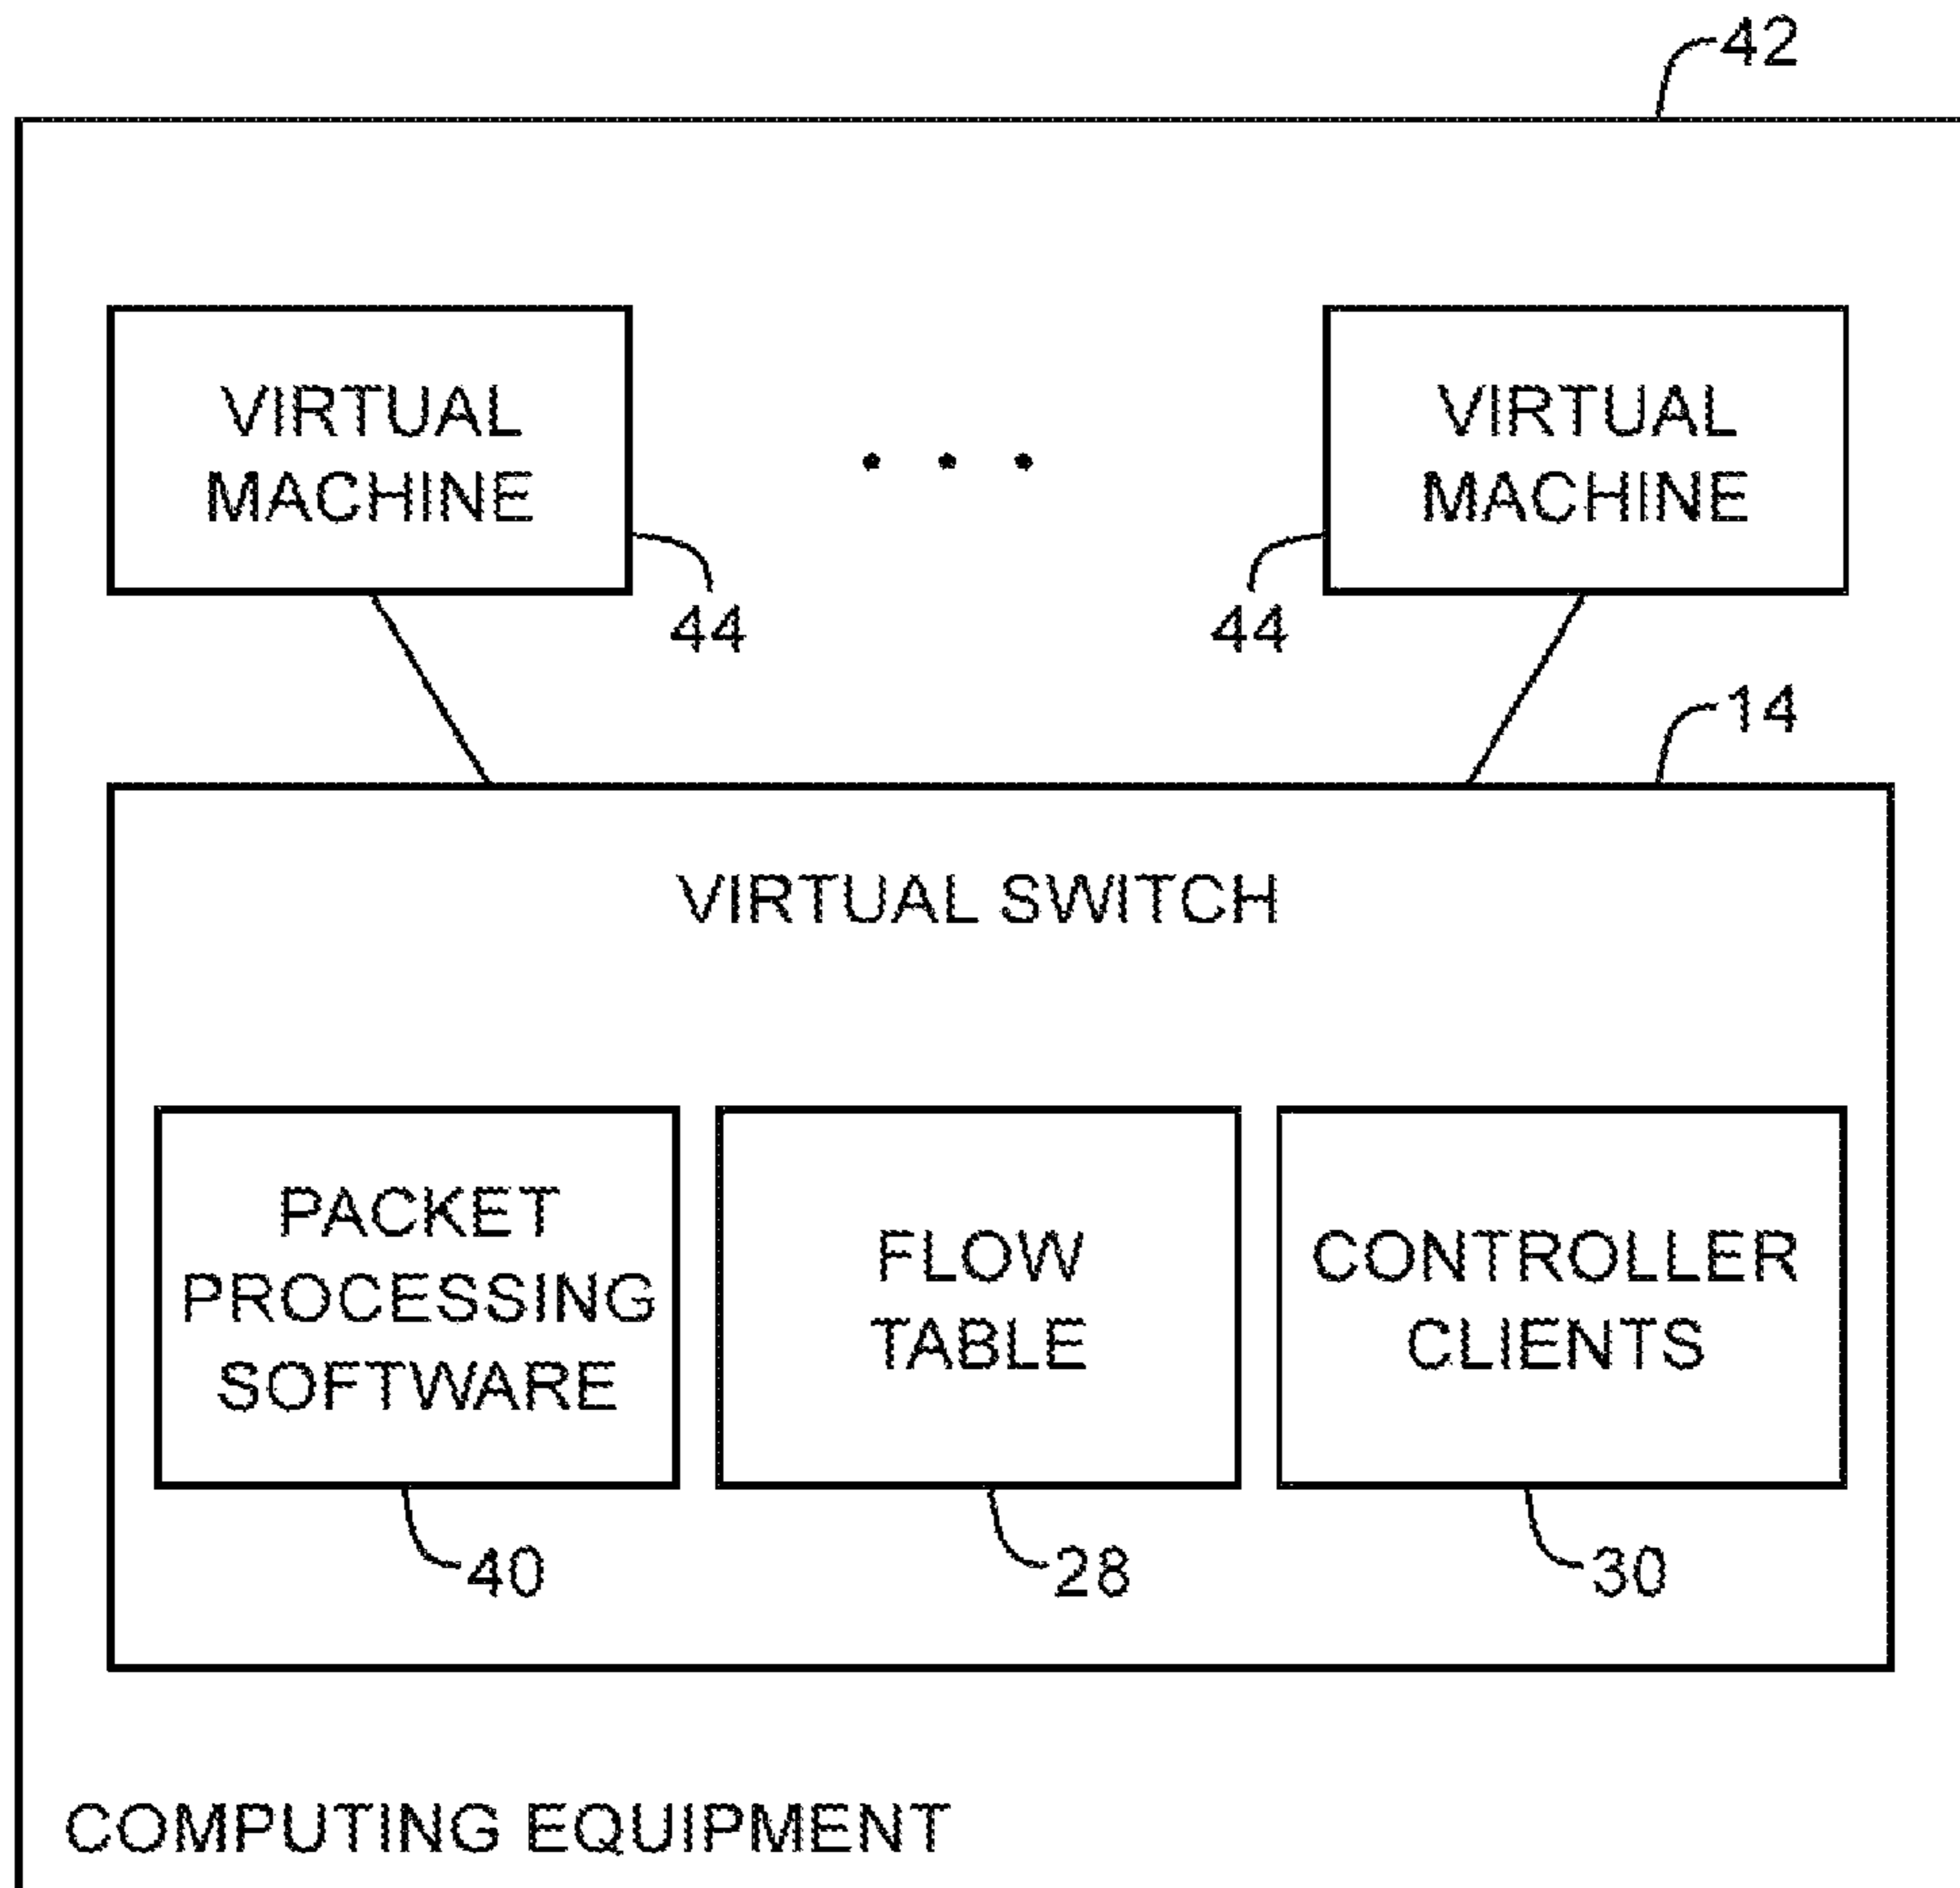 42
VIRTUAL
MACHINE
VIRTUAL
MACHINE
44
44
14
VIRTUAL SWITCH
PACKET
PROCESSING
SOFTWARE
FLOW
TABLE
CONTROLLER
CLIENTS
40
28
30
COMPUTING EQUIPMENT